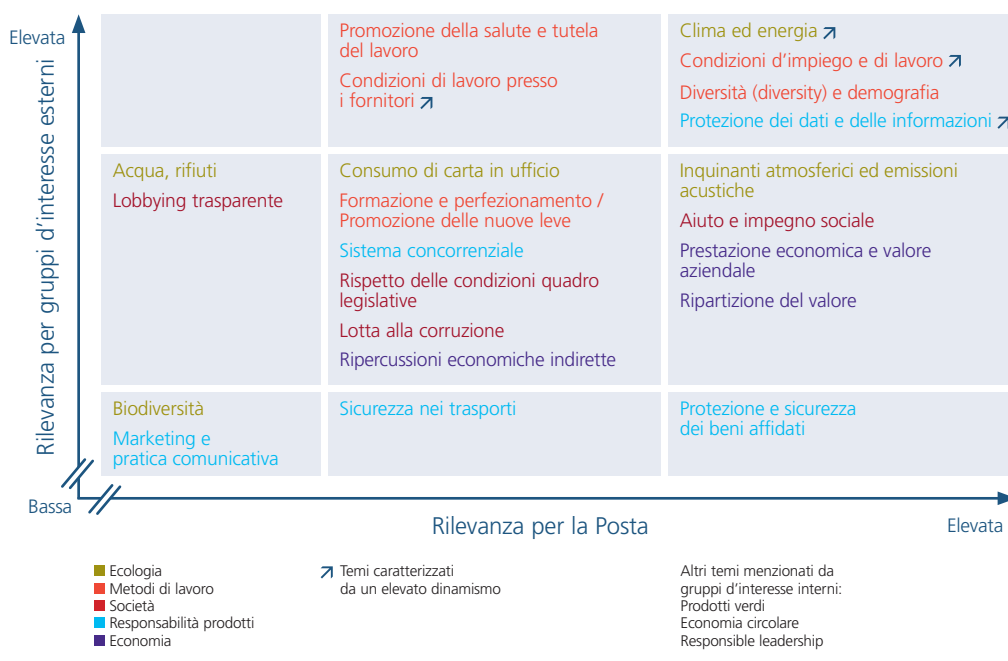 Elevata
Rilevanza per gruppi d'interesse esterni
Bassa
Promozione della salute e tutela
del lavoro
Condizioni di lavoro presso
i fornitori ↗
Clima ed energia ↗
Condizioni d'impiego e di lavoro ↗
Diversità (diversity) e demografia
Protezione dei dati e delle informazioni ↗
Acqua, rifiuti
Lobbying trasparente
Consumo di carta in ufficio
Formazione e perfezionamento /
Promozione delle nuove leve
Sistema concorrenziale
Rispetto delle condizioni quadro
legislative
Lotta alla corruzione
Ripercussioni economiche indirette
Inquinanti atmosferici ed emissioni
acustiche
Aiuto e impegno sociale
Prestazione economica e valore
aziendale
Ripartizione del valore
Biodiversità
Marketing e
pratica comunicativa
Sicurezza nei trasporti
Protezione e sicurezza
dei beni affidati
Rilevanza per la Posta
Elevata
Ecologia
Metodi di lavoro
Società
Responsabilità prodotti
Economia
↗ Temi caratterizzati
da un elevato dinamismo
Altri temi menzionati da
gruppi d'interesse interni:
Prodotti verdi
Economia circolare
Responsible leadership